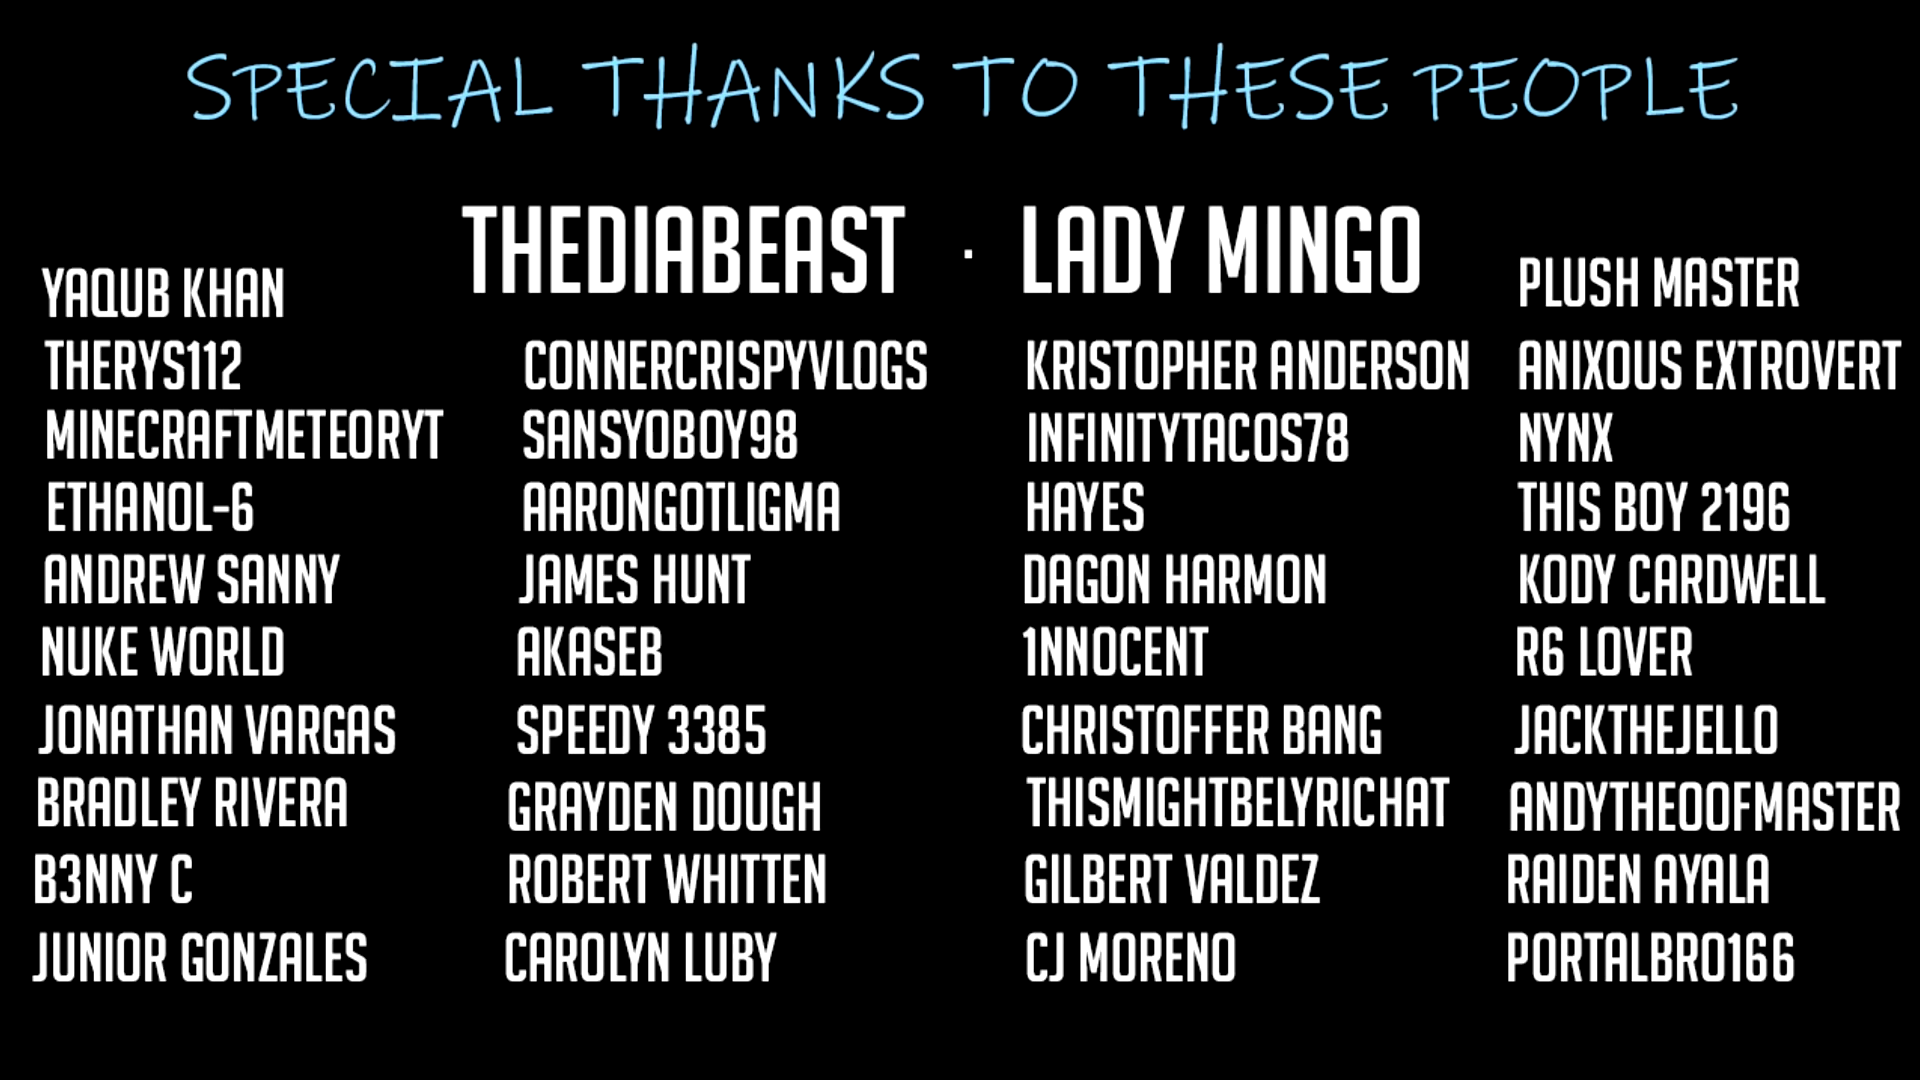 SPECIAL THANKS TO THESE PEOPLE
THEDIABEAST · LADY MINGO
YAQUB KHAN
THERYS112
MINECRAFTMETEORYT
ETHANOL-6
ANDREW SANNY
NUKE WORLD
JONATHAN VARGAS
BRADLEY RIVERA
B3NNY C
JUNIOR GONZALES
CONNERCRISPYVLOGS
SANSYOBOY98
AARONGOTLIGMA
JAMES HUNT
AKASEB
SPEEDY 3385
GRAYDEN DOUGH
ROBERT WHITTEN
CAROLYN LUBY
KRISTOPHER ANDERSON
INFINITYTACOS78
HAYES
DAGON HARMON
1NNOCENT
CHRISTOFFER BANG
THISMIGHTBELYRICHAT
GILBERT VALDEZ
CJ MORENO
PLUSH MASTER
ANIXOUS EXTROVERT
NYNX
THIS BOY 2196
KODY CARDWELL
R6 LOVER
JACKTHEJELLO
ANDYTHEOOFMASTER
RAIDEN AYALA
PORTALBRO166